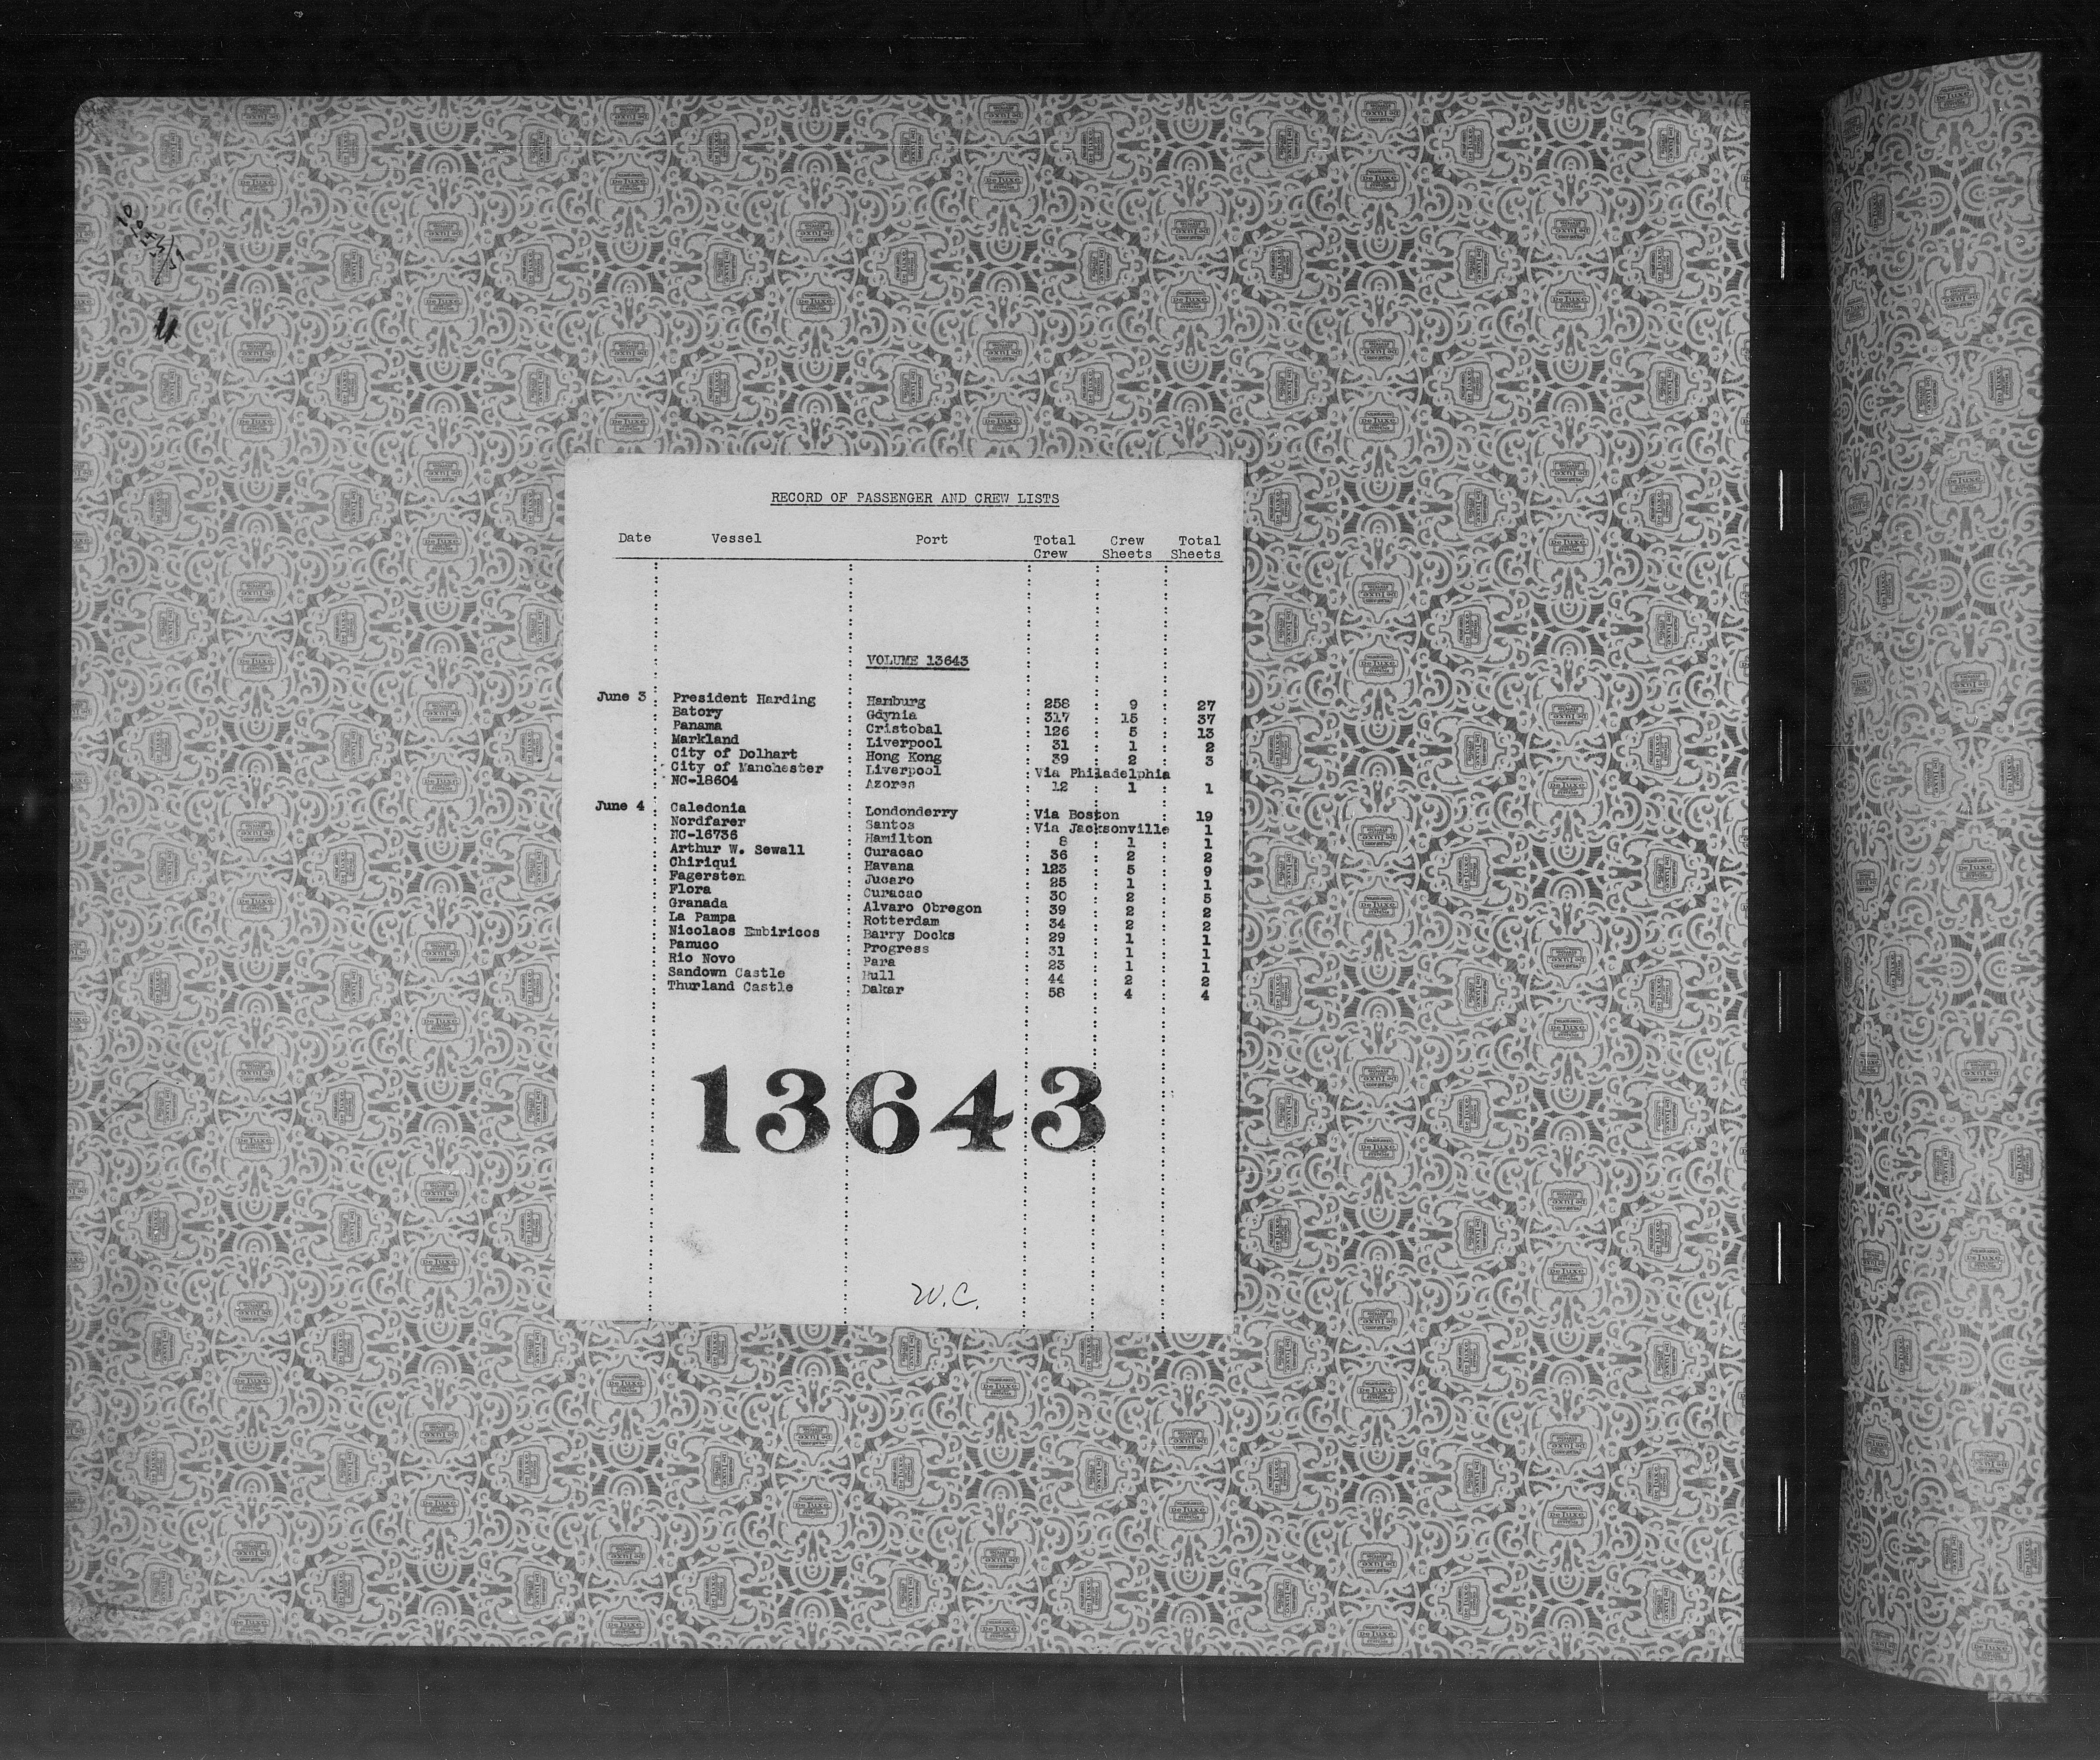 RECORD OF PASSENGER AND CREW LISTS
Date Vessel Port Total Crew Crew Sheets Total Sheets
VOLUME 13643
June 3 President Harding Hamburg 258 9 27
Batory Gdynia 317 15 37
Panama Cristobal 126 5 13
Markland Liverpool 31 1 2
City of Dolhart Hong Kong 39 2 3
City of Manchester Liverpool Via Philadelphia
NC-18604 Azores 12 1 1
June 4 Caledonia Londonderry Via Boston 19
Nordfarer Santos Via Jacksonville 1
NC-16736 Hamilton 8 1 1
Arthur W. Sewall Curacao 36 2 2
Chiriqui Havana 123 5 9
Fagersten Jucaro 25 1 1
Flora Curacao 30 2 5
Granada Alvaro Obregon 39 2 2
La Pampa Rotterdam 34 2 2
Nicolaos Embiricos Barry Docks 29 1 1
Panuco Progress 31 1 1
Rio Novo Para 23 1 1
Sandown Castle Hull 44 2 2
Thurland Castle Dakar 58 4 4
13643
W.C.